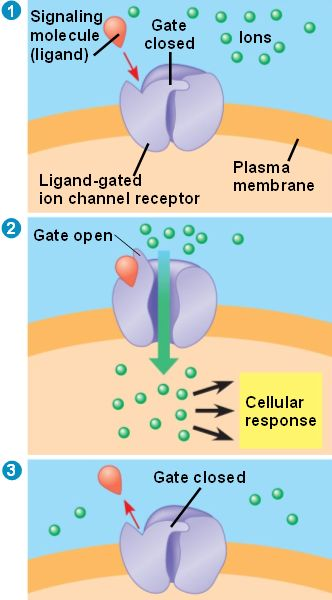 1
Signaling
molecule
(ligand)
Gate
closed
Ions
Ligand-gated
ion channel receptor
Plasma
membrane
2
Gate open
Cellular
response
3
Gate closed